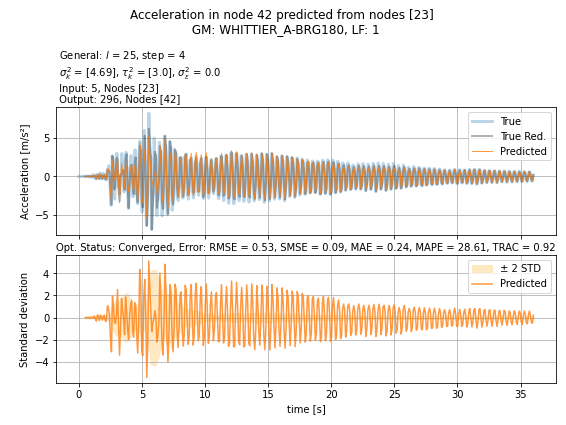 Acceleration in node 42 predicted from nodes [23]
GM: WHITTIER_A-BRG180, LF: 1
General: l = 25, step = 4
σ²ₖ = [4.69], τ²ₖ = [3.0], σ²ε = 0.0
Input: 5, Nodes [23]
Output: 296, Nodes [42]
True
True Red.
Predicted
Acceleration [m/s²]
5
0
−5
Opt. Status: Converged, Error: RMSE = 0.53, SMSE = 0.09, MAE = 0.24, MAPE = 28.61, TRAC = 0.92
± 2 STD
Predicted
Standard deviation
4
2
0
−2
−4
0 5 10 15 20 25 30 35
time [s]